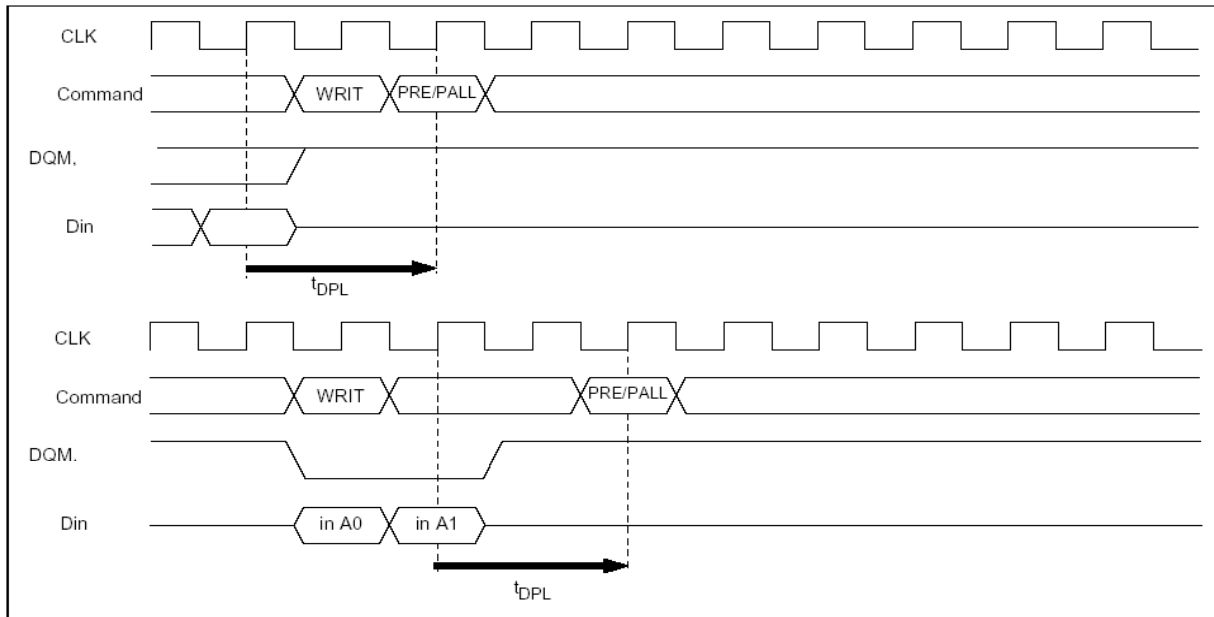 CLK
Command WRIT PRE/PALL
DQM,
Din
tDPL
CLK
Command WRIT PRE/PALL
DQM.
Din in A0 in A1
tDPL